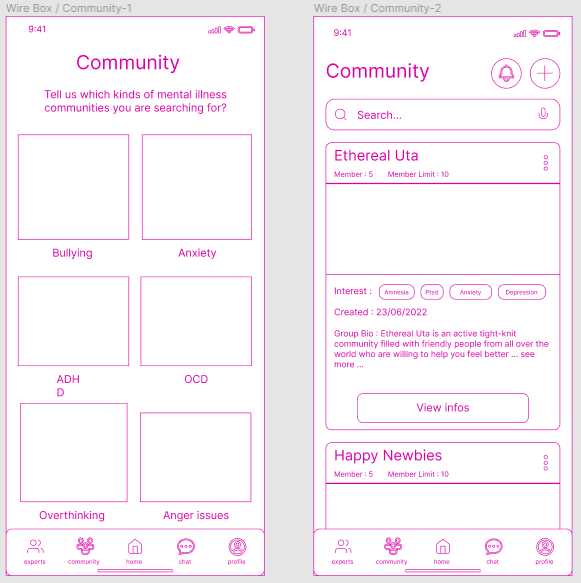 Wire Box / Community-1
9:41
Community
Tell us which kinds of mental illness
communities you are searching for?
Bullying
Anxiety
ADH
D
OCD
Overthinking
Anger issues
experts
community
home
chat
profile
Wire Box / Community-2
9:41
Community
Search...
Ethereal Uta
Member : 5 Member Limit : 10
Interest : Amnesia Ptsd Anxiety Depression
Created : 23/06/2022
Group Bio : Ethereal Uta is an active tight-knit
community filled with friendly people from all over the
world who are willing to help you feel better ... see
more ...
View infos
Happy Newbies
Member : 5 Member Limit : 10
experts
community
home
chat
profile